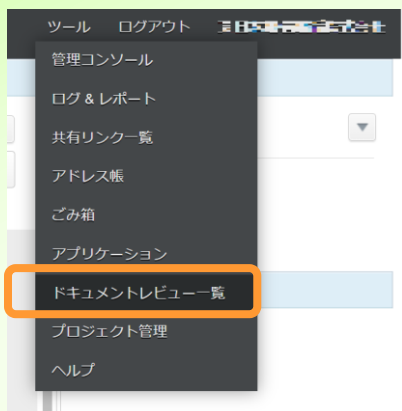 ツール ログアウト
管理コンソール
ログ & レポート
共有リンク一覧
アドレス帳
ごみ箱
アプリケーション
ドキュメントレビュー一覧
プロジェクト管理
ヘルプ